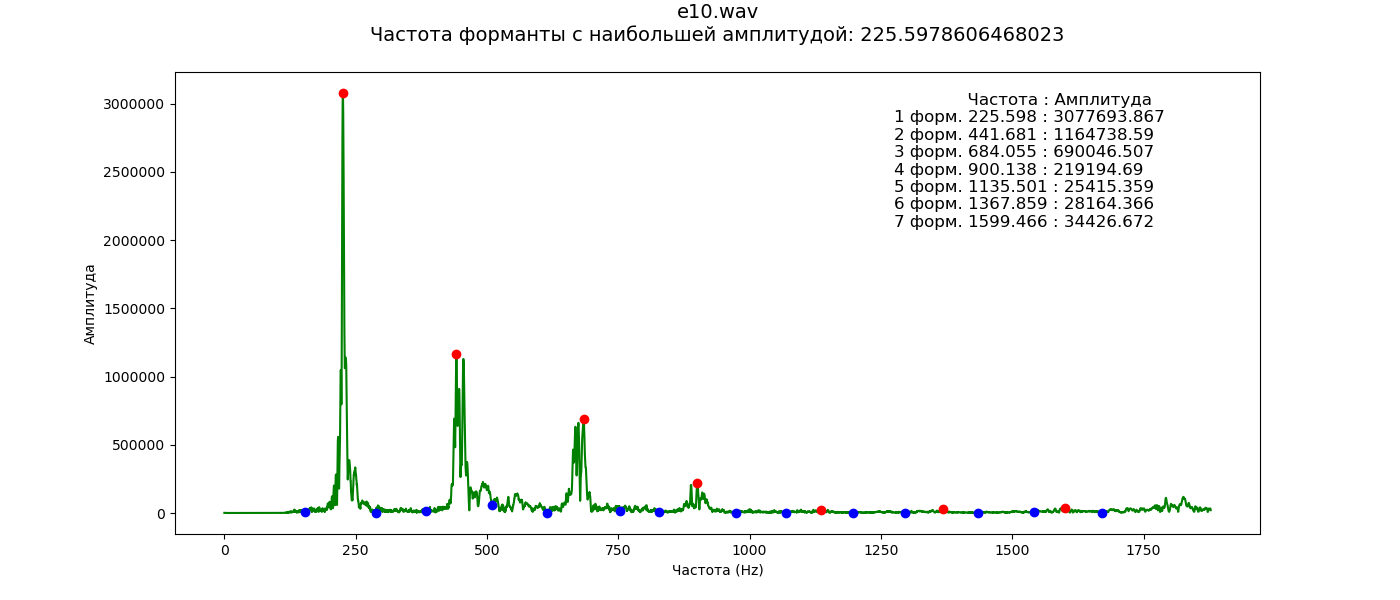 e10.wav
Частота форманты с наибольшей амплитудой: 225.5978606468023
Частота : Амплитуда
1 форм. 225.598 : 3077693.867
2 форм. 441.681 : 1164738.59
3 форм. 684.055 : 690046.507
4 форм. 900.138 : 219194.69
5 форм. 1135.501 : 25415.359
6 форм. 1367.859 : 28164.366
7 форм. 1599.466 : 34426.672
Амплитуда
3000000
2500000
2000000
1500000
1000000
500000
0
0 250 500 750 1000 1250 1500 1750
Частота (Hz)